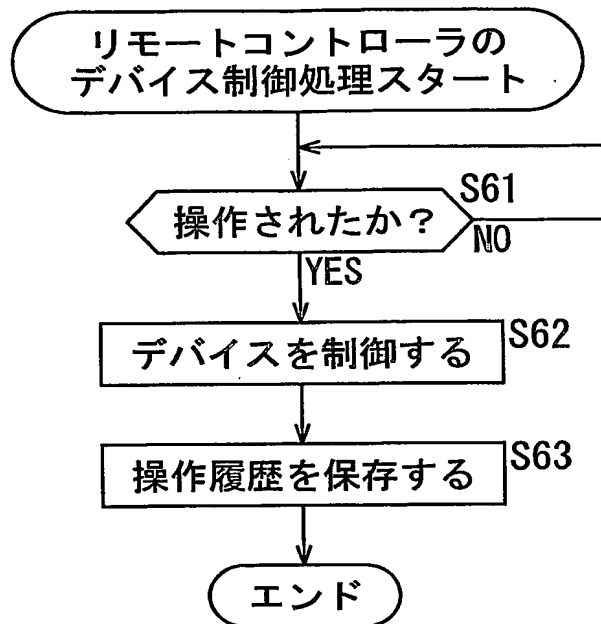 リモートコントローラの
デバイス制御処理スタート
S61
操作されたか？
NO
YES
デバイスを制御する
S62
操作履歴を保存する
S63
エンド